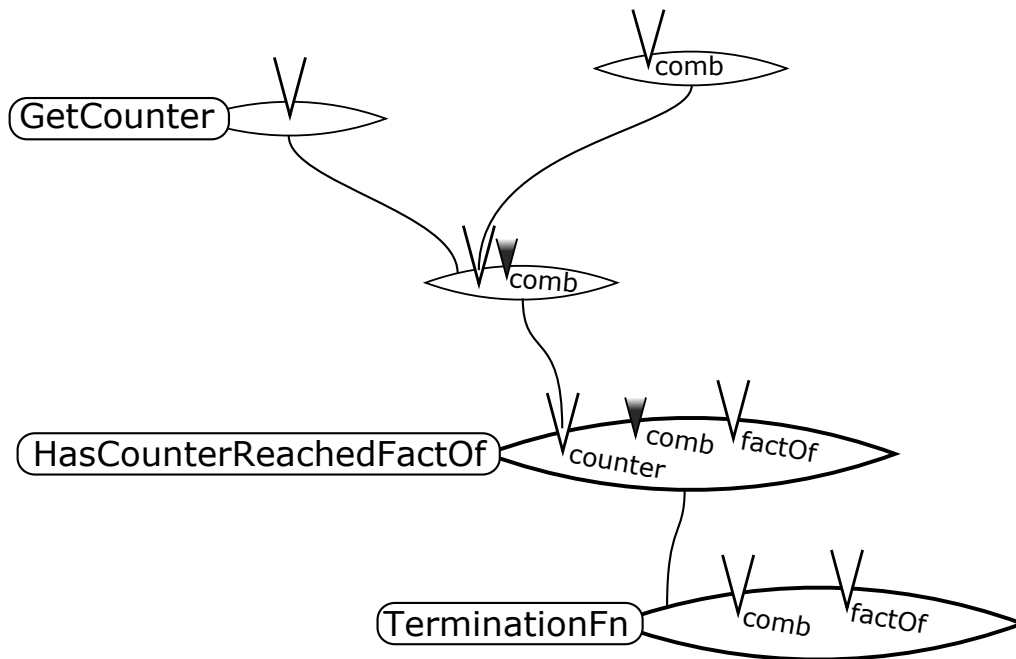 comb
GetCounter
comb
HasCounterReachedFactOf
counter
comb
factOf
TerminationFn
comb
factOf